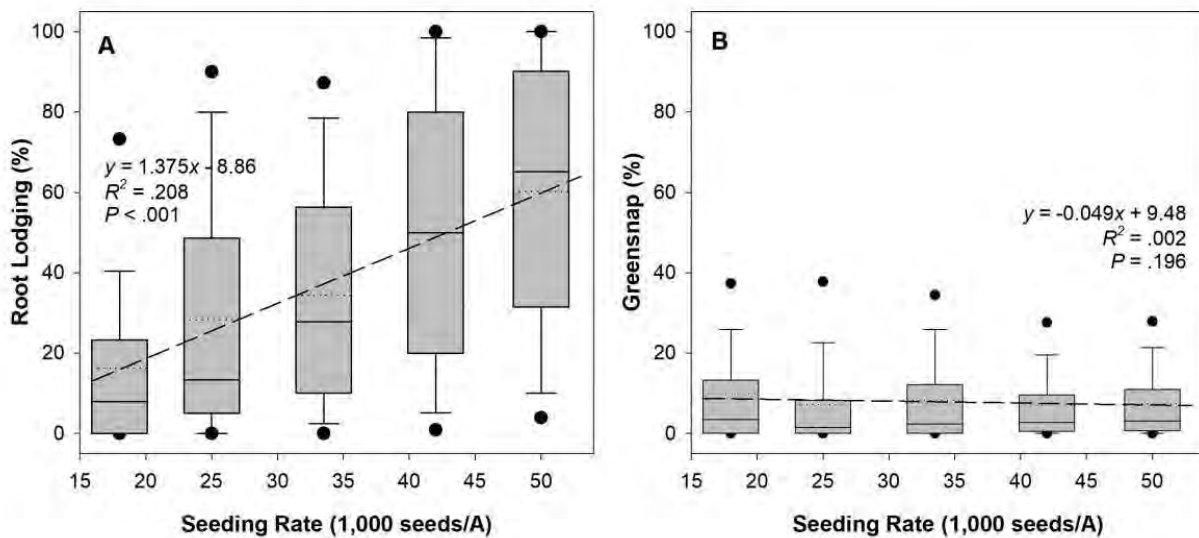 A
100
80
60
40
20
0
Root Lodging (%)
y = 1.375x - 8.86
R² = .208
P < .001
15 20 25 30 35 40 45 50
Seeding Rate (1,000 seeds/A)
B
100
80
60
40
20
0
Greensnap (%)
y = -0.049x + 9.48
R² = .002
P = .196
15 20 25 30 35 40 45 50
Seeding Rate (1,000 seeds/A)